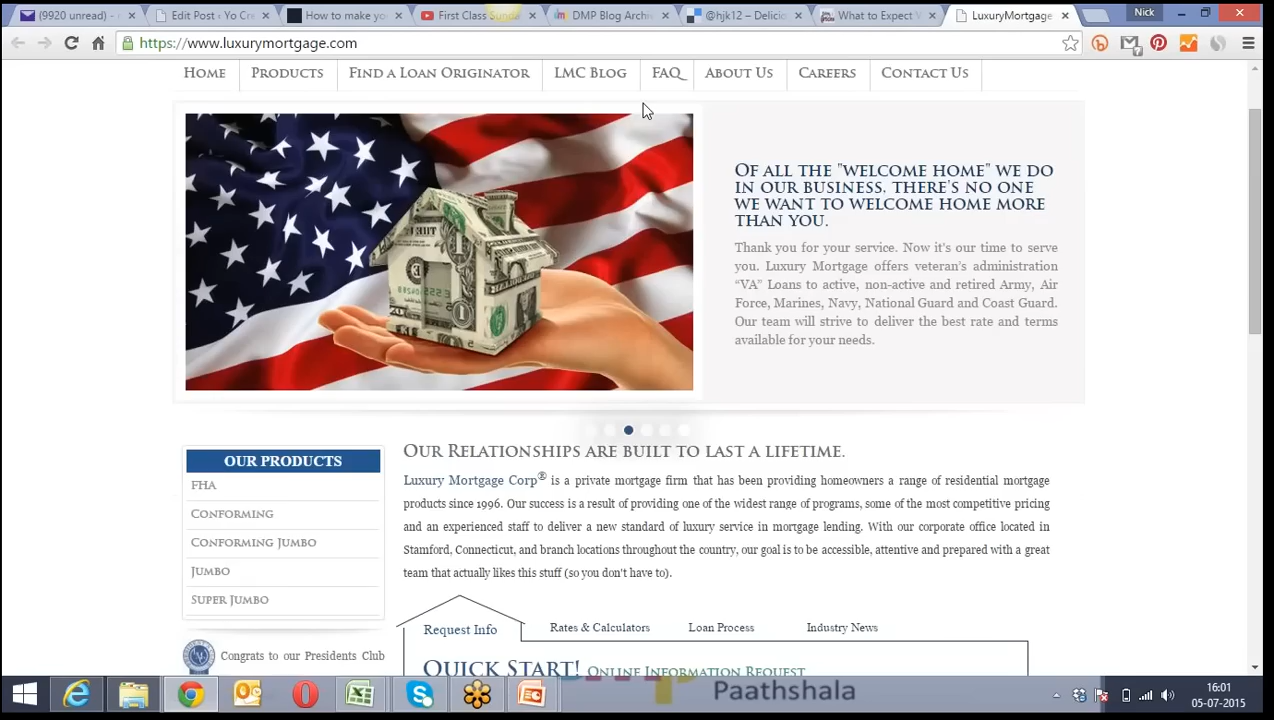 (9920 unread) -
Edit Post ‹ Yo Cre
How to make yo
First Class Sund
DMP Blog Archiv
@hjk12 – Delicio
What to Expect V
LuxuryMortgage
Nick
https://www.luxurymortgage.com
Home
Products
Find a Loan Originator
LMC Blog
FAQ
About Us
Careers
Contact Us
Of all the "welcome home" we do
in our business, there's no one
we want to welcome home more
than you.
Thank you for your service. Now it's our time to serve
you. Luxury Mortgage offers veteran's administration
"VA" Loans to active, non-active and retired Army, Air
Force, Marines, Navy, National Guard and Coast Guard.
Our team will strive to deliver the best rate and terms
available for your needs.
OUR PRODUCTS
FHA
Conforming
Conforming Jumbo
Jumbo
Super Jumbo
Congrats to our Presidents Club
Our Relationships are built to last a lifetime.
Luxury Mortgage Corp® is a private mortgage firm that has been providing homeowners a range of residential mortgage
products since 1996. Our success is a result of providing one of the widest range of programs, some of the most competitive pricing
and an experienced staff to deliver a new standard of luxury service in mortgage lending. With our corporate office located in
Stamford, Connecticut, and branch locations throughout the country, our goal is to be accessible, attentive and prepared with a great
team that actually likes this stuff (so you don't have to).
Request Info
Rates & Calculators
Loan Process
Industry News
Quick Start! Online Information Request
Paathshala
16:01
05-07-2015